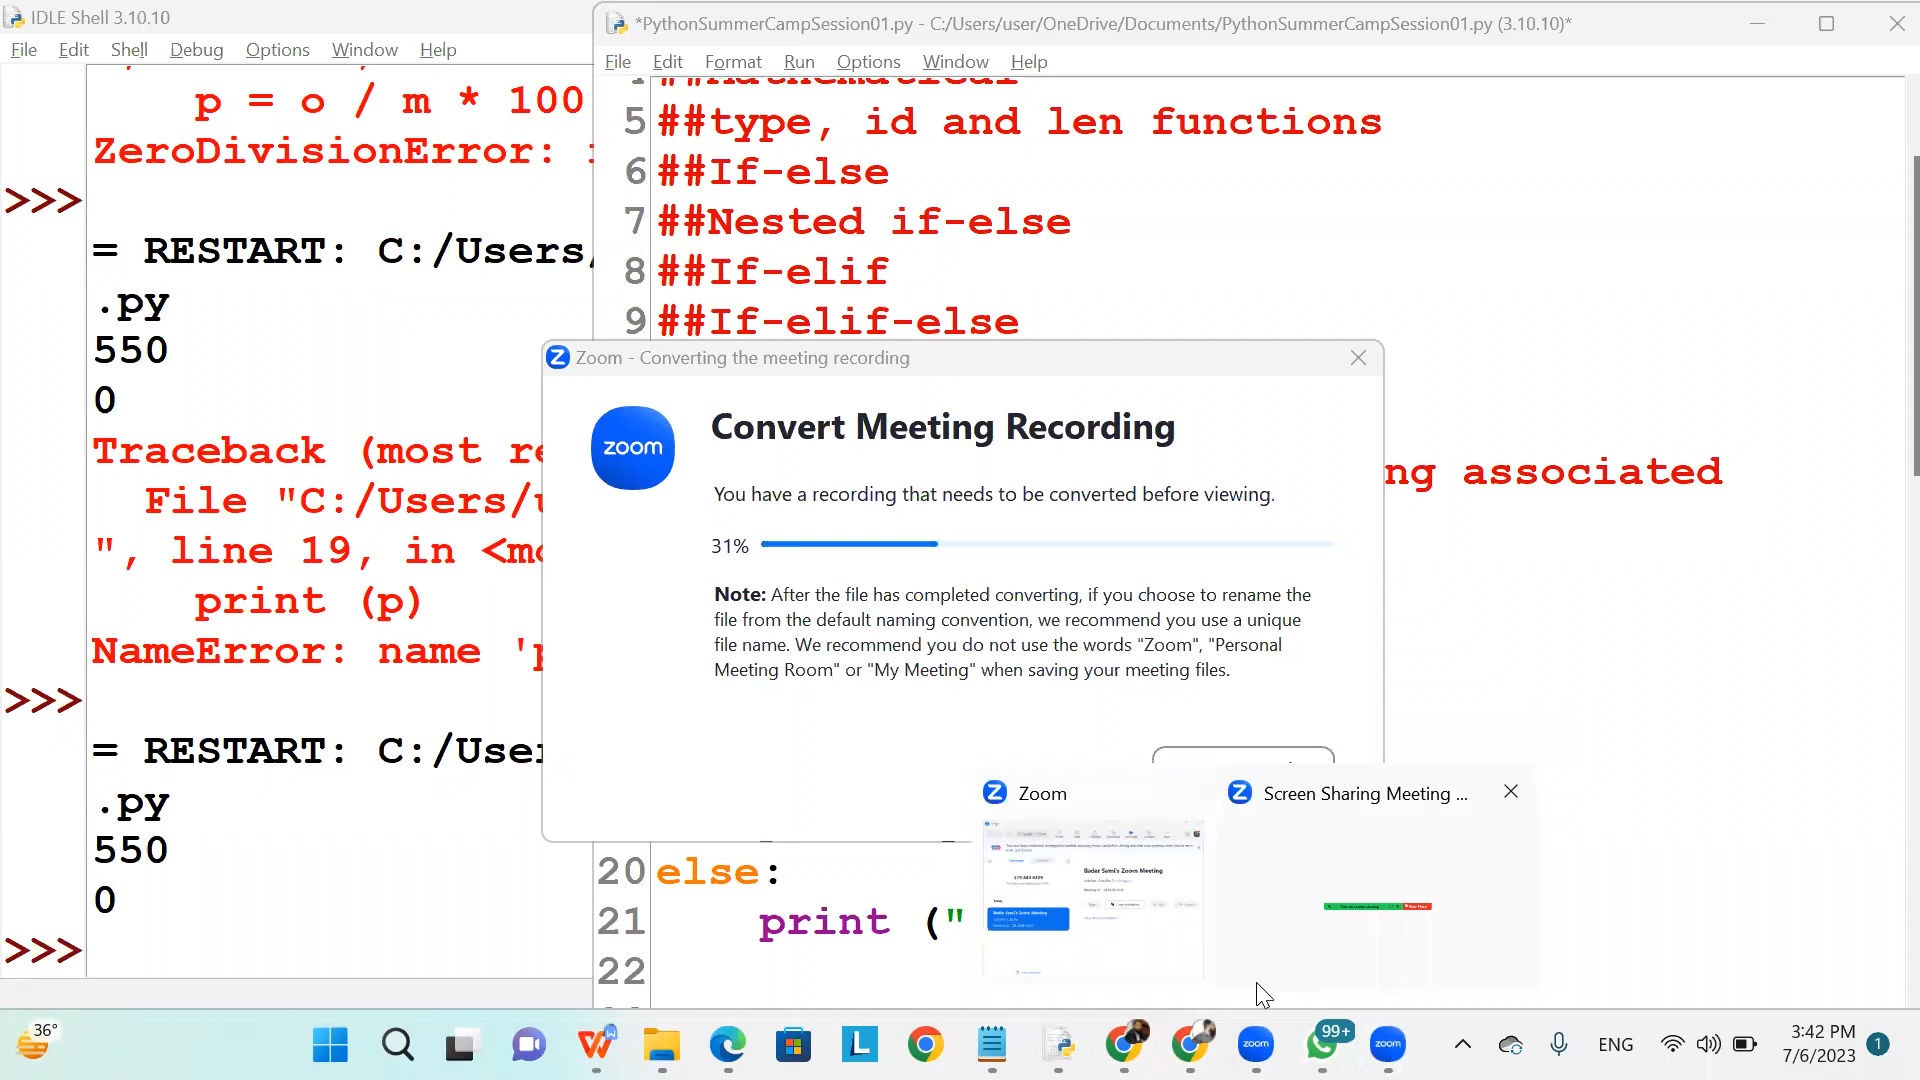 IDLE Shell 3.10.10
File Edit Shell Debug Options Window Help
p = o / m * 100
ZeroDivisionError:
>>>
= RESTART: C:/Users/
.py
550
0
Traceback (most re
File "C:/Users/u
", line 19, in <mo
print (p)
NameError: name 'p
>>>
= RESTART: C:/User
.py
550
0
>>>
*PythonSummerCampSession01.py - C:/Users/user/OneDrive/Documents/PythonSummerCampSession01.py (3.10.10)*
File Edit Format Run Options Window Help
5 ##type, id and len functions
6 ##If-else
7 ##Nested if-else
8 ##If-elif
9 ##If-elif-else
ng associated
20 else:
21 print ("
22
Zoom - Converting the meeting recording
zoom
Convert Meeting Recording
You have a recording that needs to be converted before viewing.
31%
Note: After the file has completed converting, if you choose to rename the
file from the default naming convention, we recommend you use a unique
file name. We recommend you do not use the words "Zoom", "Personal
Meeting Room" or "My Meeting" when saving your meeting files.
Zoom
Screen Sharing Meeting ...
Badar Sami's Zoom Meeting
36°
99+
zoom
zoom
ENG
3:42 PM
7/6/2023
1